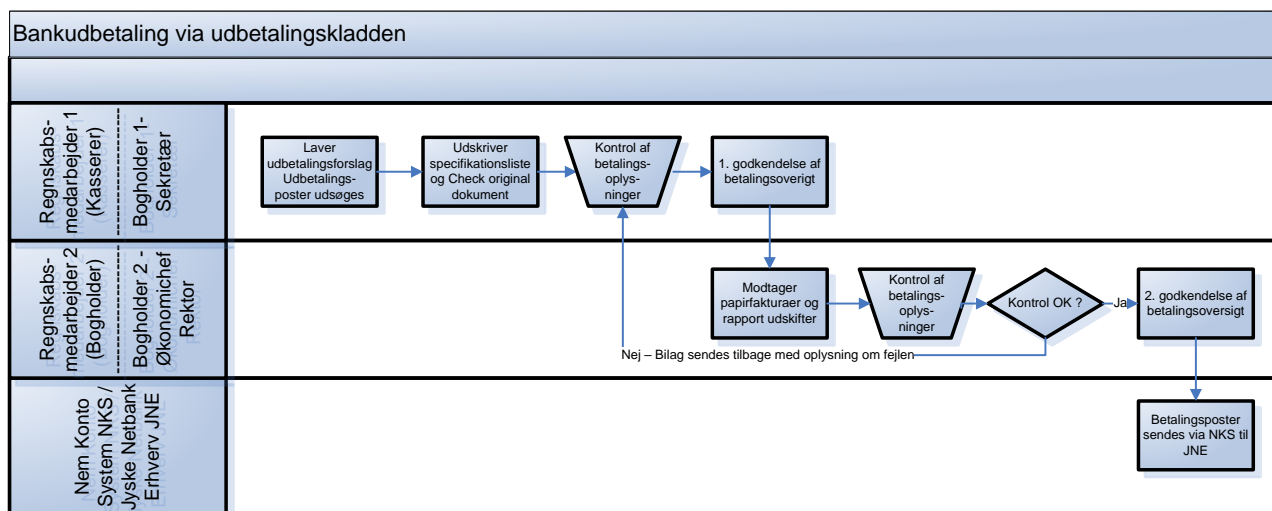 Bankudbetaling via udbetalingskladden
Regnskabs-
medarbejder 1
(Kasserer)
Bogholder 1-
Sekretær
Laver
udbetalingsforslag
Udbetalings-
poster udsøges
Udskriver
specifikationsliste
og Check original
dokument
Kontrol af
betalings-
oplys-
ninger
1. godkendelse af
betalingsoverigt
Regnskabs-
medarbejder 2
(Bogholder)
Bogholder 2 -
Økonomichef
Rektor
Modtager
papirfakturaer og
rapport udskifter
Kontrol af
betalings-
oplys-
ninger
Kontrol OK ?
Ja
2. godkendelse af
betalingsoversigt
Nej – Bilag sendes tilbage med oplysning om fejlen
Nem Konto
System NKS /
Jyske Netbank
Erhverv JNE
Betalingsposter
sendes via NKS til
JNE